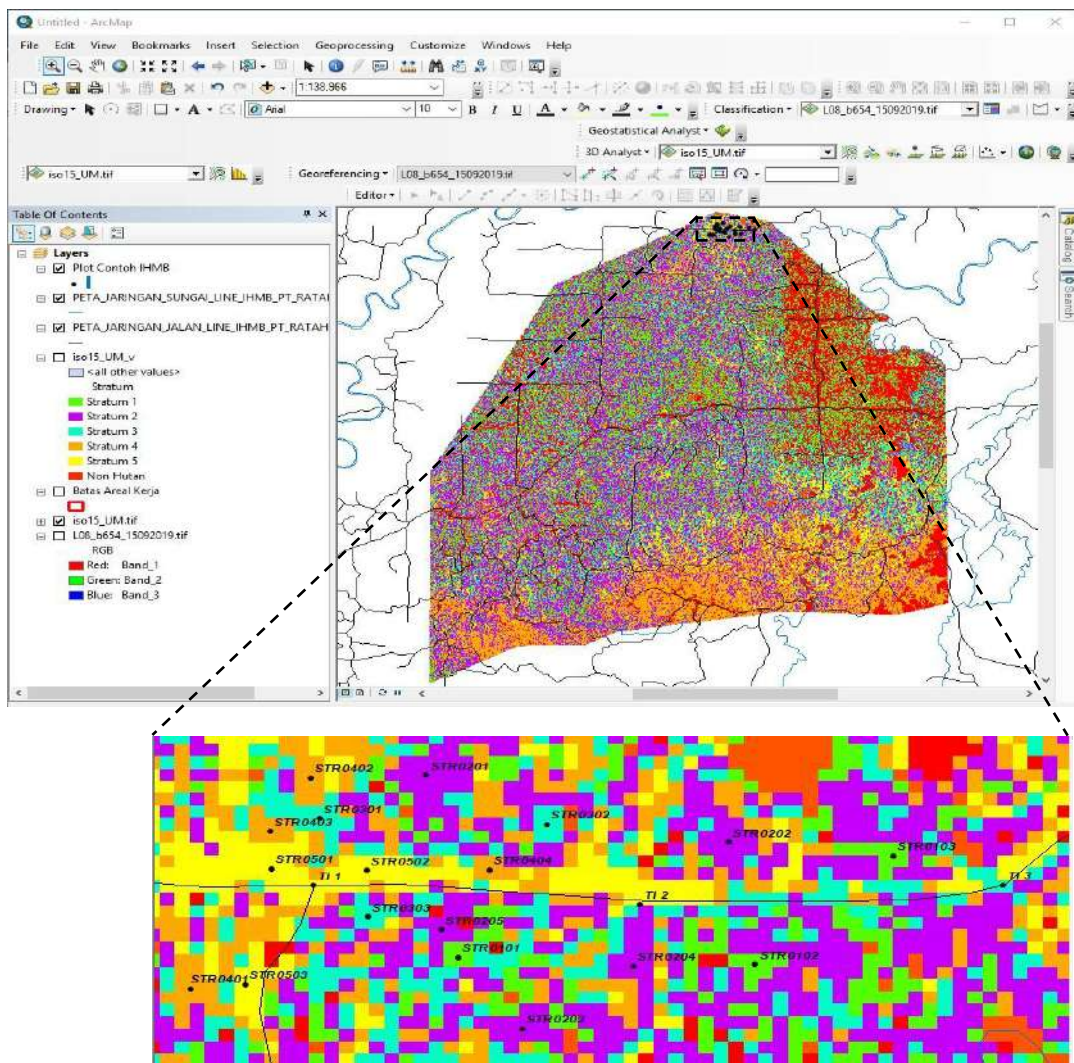 Untitled - ArcMap
File Edit View Bookmarks Insert Selection Geoprocessing Customize Windows Help
1:138.966
Drawing Arial 10 B I U A Classification L08_b654_15092019.tif
Geostatistical Analyst
3D Analyst iso15_UM.tif
iso15_UM.tif Georeferencing L08_b654_15092019.tif
Editor
Table Of Contents
Layers
Plot Contoh IHMB
PETA_JARINGAN_SUNGAI_LINE_IHMB_PT_RATAH
PETA_JARINGAN_JALAN_LINE_IHMB_PT_RATAH
iso15_UM_v
<all other values>
Stratum
Stratum 1
Stratum 2
Stratum 3
Stratum 4
Stratum 5
Non Hutan
Batas Areal Kerja
iso15_UM.tif
L08_b654_15092019.tif
RGB
Red: Band_1
Green: Band_2
Blue: Band_3
Catalog
Search
STR0402
STR0201
STR0301
STR0403
STR0302
STR0202
STR0103
STR0501
STR0502
STR0404
TI 1
TI 2
TI 3
STR0303
STR0205
STR0101
STR0204
STR0102
STR0401
STR0503
STR0203